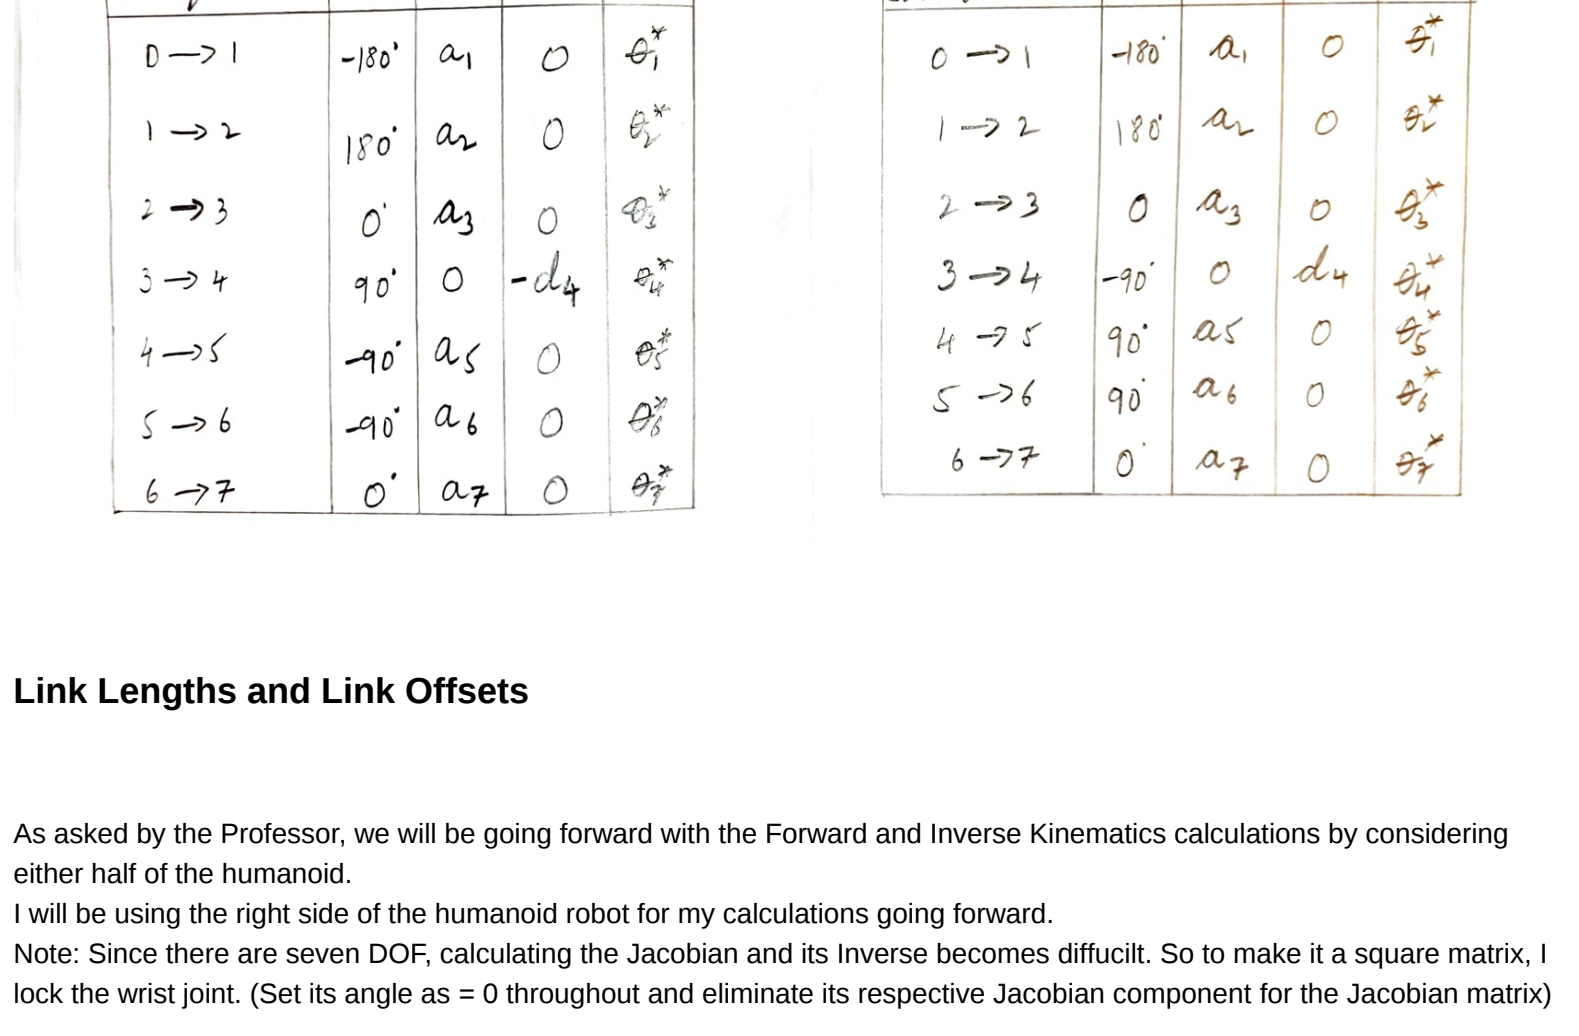 0 → 1 -180° a1 0 θ1*
1 → 2 180° a2 0 θ2*
2 → 3 0° a3 0 θ3*
3 → 4 90° 0 -d4 θ4*
4 → 5 -90° a5 0 θ5*
5 → 6 -90° a6 0 θ6*
6 → 7 0° a7 0 θ7*
0 → 1 -180° a1 0 θ1*
1 → 2 180° a2 0 θ2*
2 → 3 0 a3 0 θ3*
3 → 4 -90° 0 d4 θ4*
4 → 5 90° a5 0 θ5*
5 → 6 90° a6 0 θ6*
6 → 7 0° a7 0 θ7*
Link Lengths and Link Offsets
As asked by the Professor, we will be going forward with the Forward and Inverse Kinematics calculations by considering
either half of the humanoid.
I will be using the right side of the humanoid robot for my calculations going forward.
Note: Since there are seven DOF, calculating the Jacobian and its Inverse becomes diffucilt. So to make it a square matrix, I
lock the wrist joint. (Set its angle as = 0 throughout and eliminate its respective Jacobian component for the Jacobian matrix)